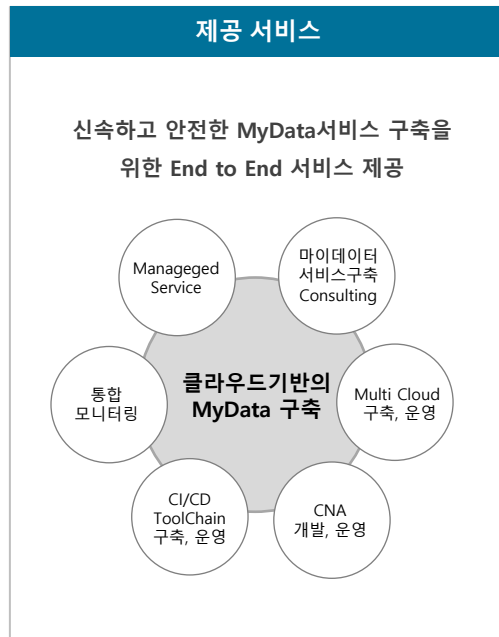 제공 서비스
신속하고 안전한 MyData서비스 구축을
위한 End to End 서비스 제공
Manageged
Service
마이데이터
서비스구축
Consulting
통합
모니터링
클라우드기반의
MyData 구축
Multi Cloud
구축, 운영
CI/CD
ToolChain
구축, 운영
CNA
개발, 운영